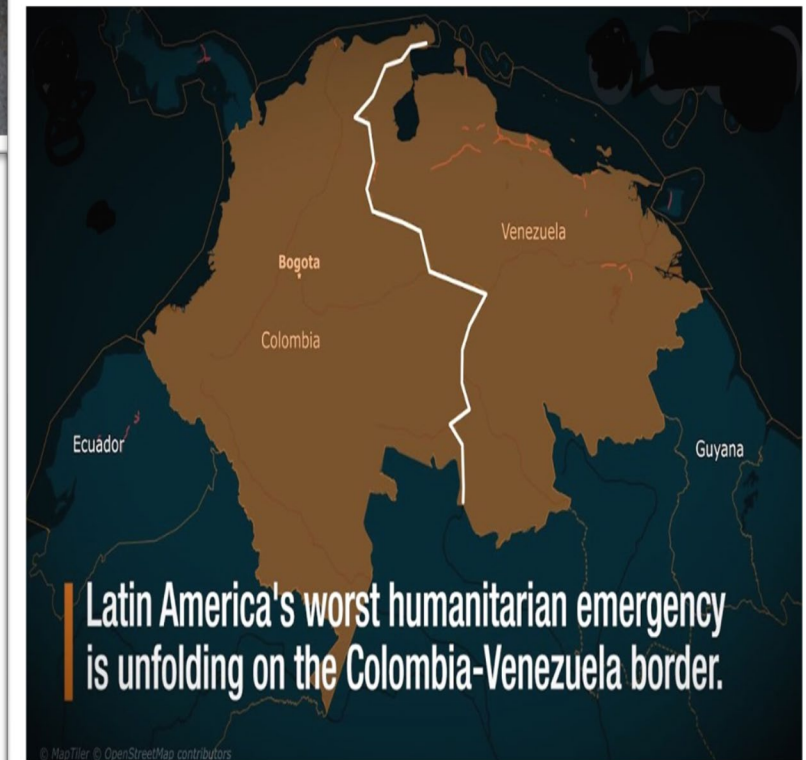 Venezuela
Bogota
Colombia
Ecuador
Guyana
Latin America's worst humanitarian emergency
is unfolding on the Colombia-Venezuela border.
© MapTiler © OpenStreetMap contributors